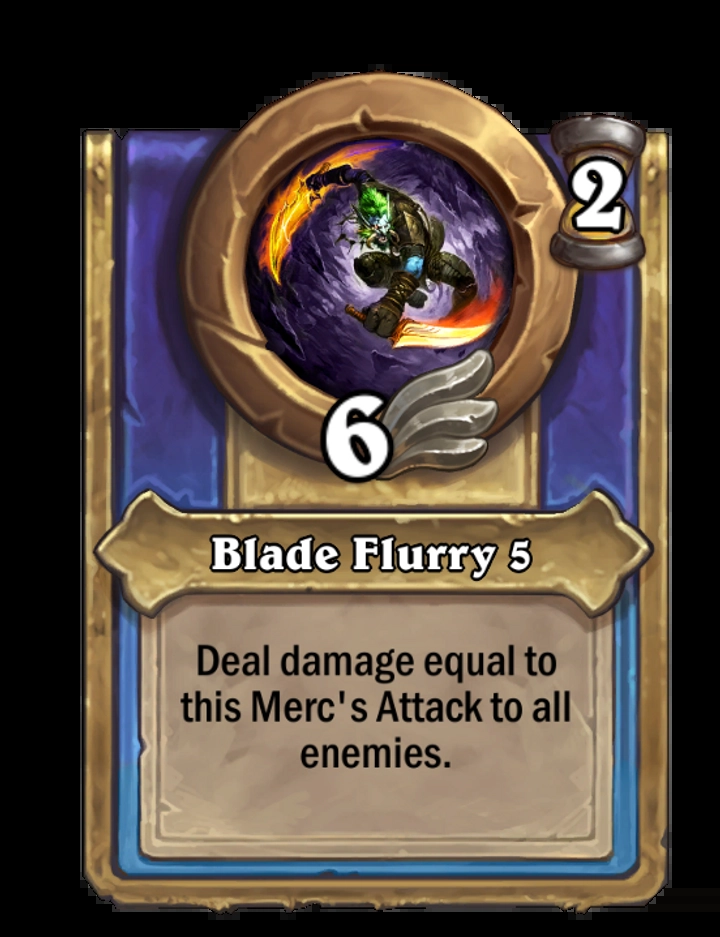 2
6
Blade Flurry 5
Deal damage equal to
this Merc's Attack to all
enemies.